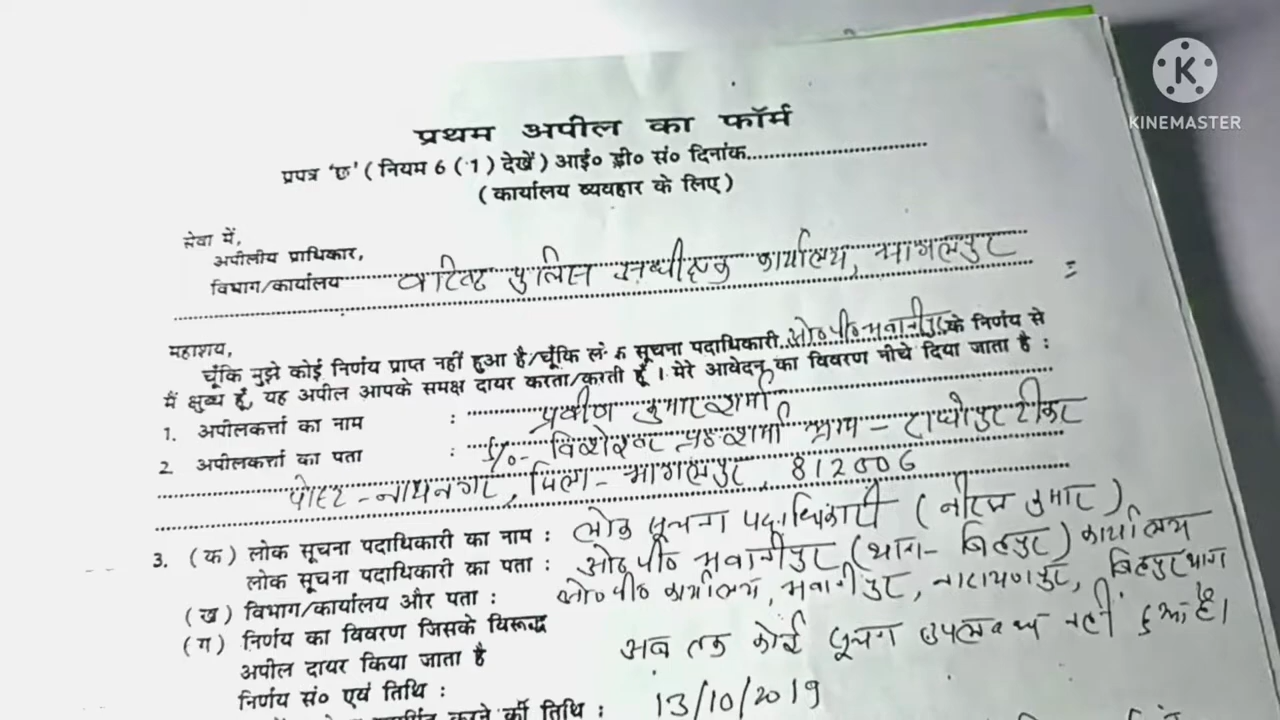 K
KINEMASTER
प्रथम अपील का फॉर्म
प्रपत्र 'छ' ( नियम 6 ( 1 ) देखें ) आई० डी० सं० दिनांक
( कार्यालय व्यवहार के लिए )
सेवा में,
अपीलीय प्राधिकार,
विभाग/कार्यालय वरिष्ठ पुलिस अधीक्षक कार्यालय, भागलपुर
महाशय,
चूँकि मुझे कोई निर्णय प्राप्त नहीं हुआ है/चूँकि लोक सूचना पदाधिकारी ओ०पी० भवानीपुर के निर्णय से
मैं क्षुब्ध हूँ, यह अपील आपके समक्ष दायर करता/करती हूँ । मेरे आवेदन का विवरण नीचे दिया जाता है :
1. अपीलकर्त्ता का नाम : प्रवीण कुमार शर्मा
2 अपीलकर्त्ता का पता : S/o- विशेश्वर प्र० शर्मा ग्राम – राघोपुर टीकर
पोस्ट – नाथनगर, जिला – भागलपुर, 812006
3. ( क ) लोक सूचना पदाधिकारी का नाम : लोक सूचना पदाधिकारी ( नीरज कुमार )
लोक सूचना पदाधिकारी का पता : ओ०पी० भवानीपुर (थाना- बिहपुर) कार्यालय
( ख ) विभाग/कार्यालय और पता : ओ०पी० कार्यालय, भवानीपुर, नारायणपुर, बिहपुर थाना
( ग ) निर्णय का विवरण जिसके विरूद्ध
अपील दायर किया जाता है अब तक कोई सूचना उपलब्ध नहीं हुआ है।
निर्णय सं० एवं तिथि :
करने की तिथि : 13/10/2019